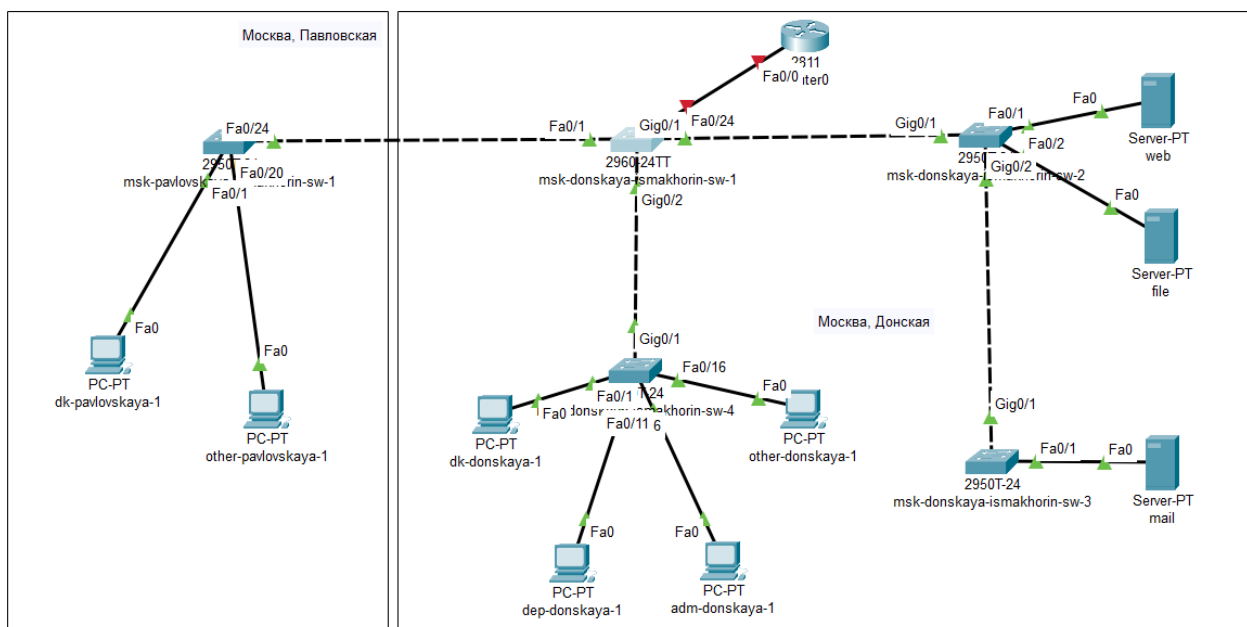 Москва, Павловская
Fa0/24
Fa0/20
Fa0/1
Fa0
PC-PT
dk-pavlovskaya-1
Fa0
PC-PT
other-pavlovskaya-1
2811
Fa0/0
Fa0/1
Gig0/1
Fa0/24
2960-24TT
msk-donskaya-ismakhorin-sw-1
Gig0/2
Gig0/1
Fa0/1
Fa0/2
Gig0/2
Fa0
Server-PT
web
Fa0
Server-PT
file
Москва, Донская
Gig0/1
Fa0/16
Fa0/1
Fa0/11
Fa0
PC-PT
dk-donskaya-1
Fa0
PC-PT
other-donskaya-1
Fa0
PC-PT
dep-donskaya-1
Fa0
PC-PT
adm-donskaya-1
Gig0/1
Fa0/1
2950T-24
msk-donskaya-ismakhorin-sw-3
Fa0
Server-PT
mail